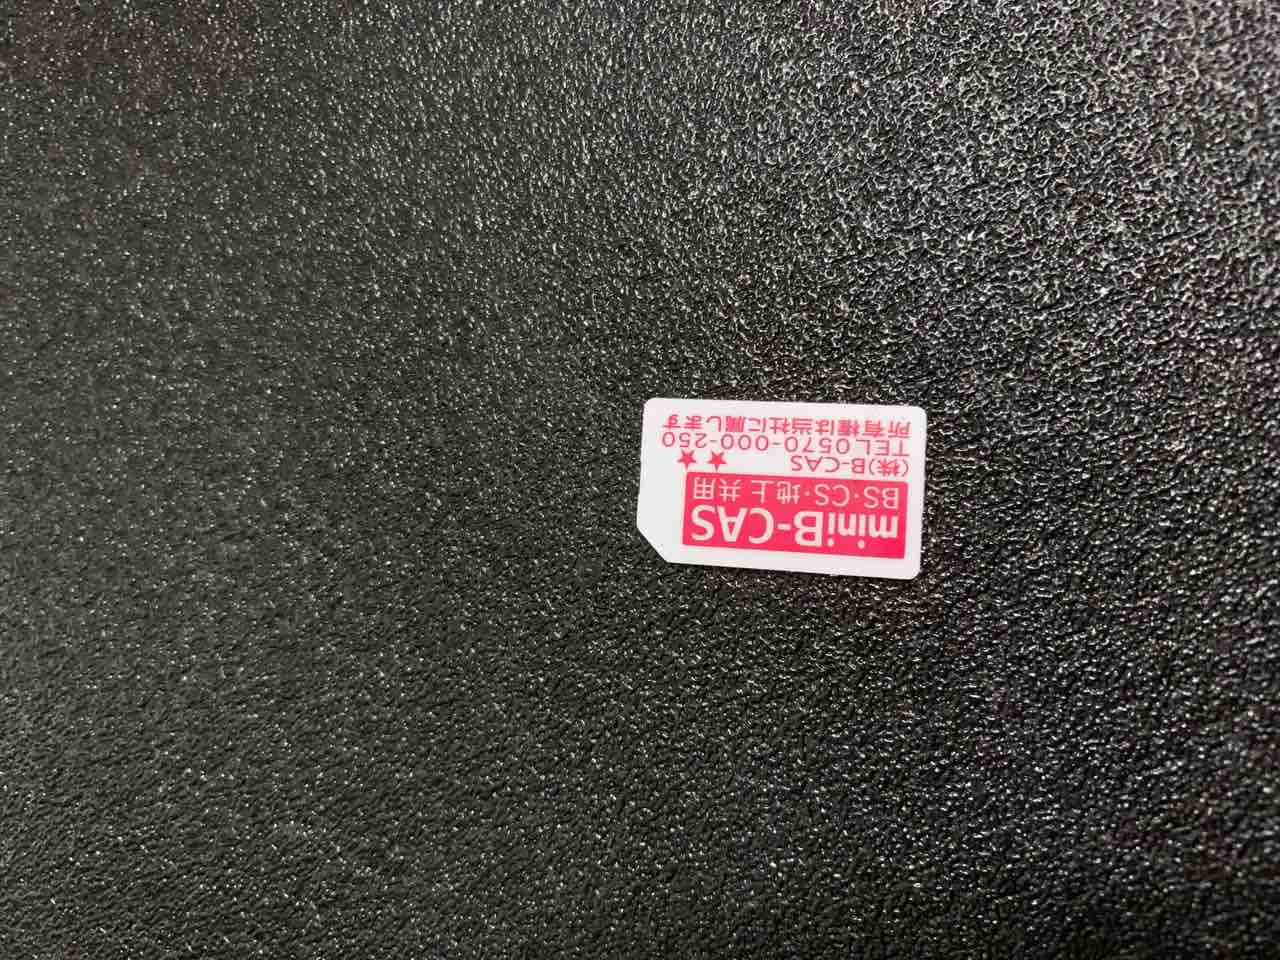 miniB-CAS
BS・CS・地上 共用
(株)B-CAS ★★
TEL 0570-000-250
所有権は当社に属します